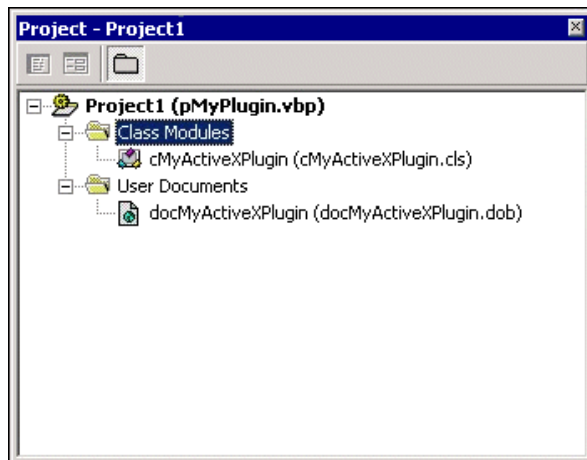 Project - Project1
Project1 (pMyPlugin.vbp)
Class Modules
cMyActiveXPlugin (cMyActiveXPlugin.cls)
User Documents
docMyActiveXPlugin (docMyActiveXPlugin.dob)